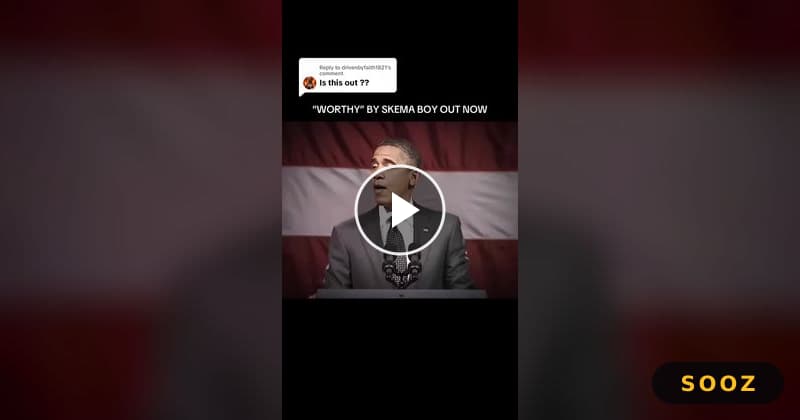 Reply to drivenbyfaith1821's
comment
Is this out ??
"WORTHY" BY SKEMA BOY OUT NOW
SOOZ